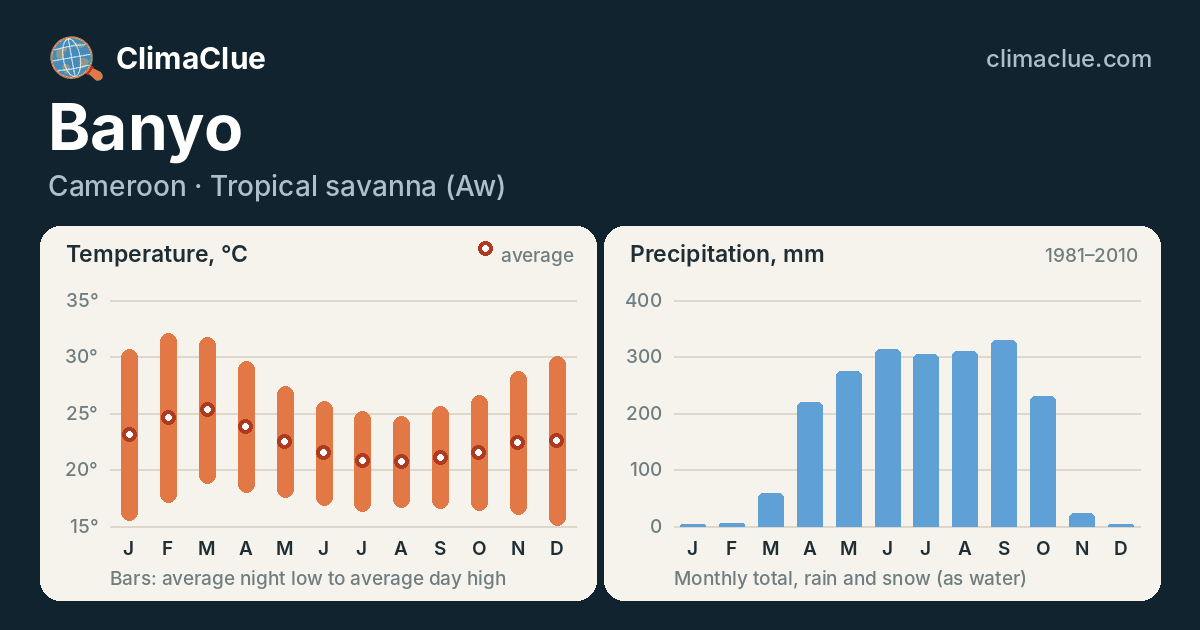 ClimaClue
climaclue.com
Banyo
Cameroon · Tropical savanna (Aw)
Temperature, °C
average
35°
30°
25°
20°
15°
J F M A M J J A S O N D
Bars: average night low to average day high
Precipitation, mm
1981–2010
400
300
200
100
0
J F M A M J J A S O N D
Monthly total, rain and snow (as water)